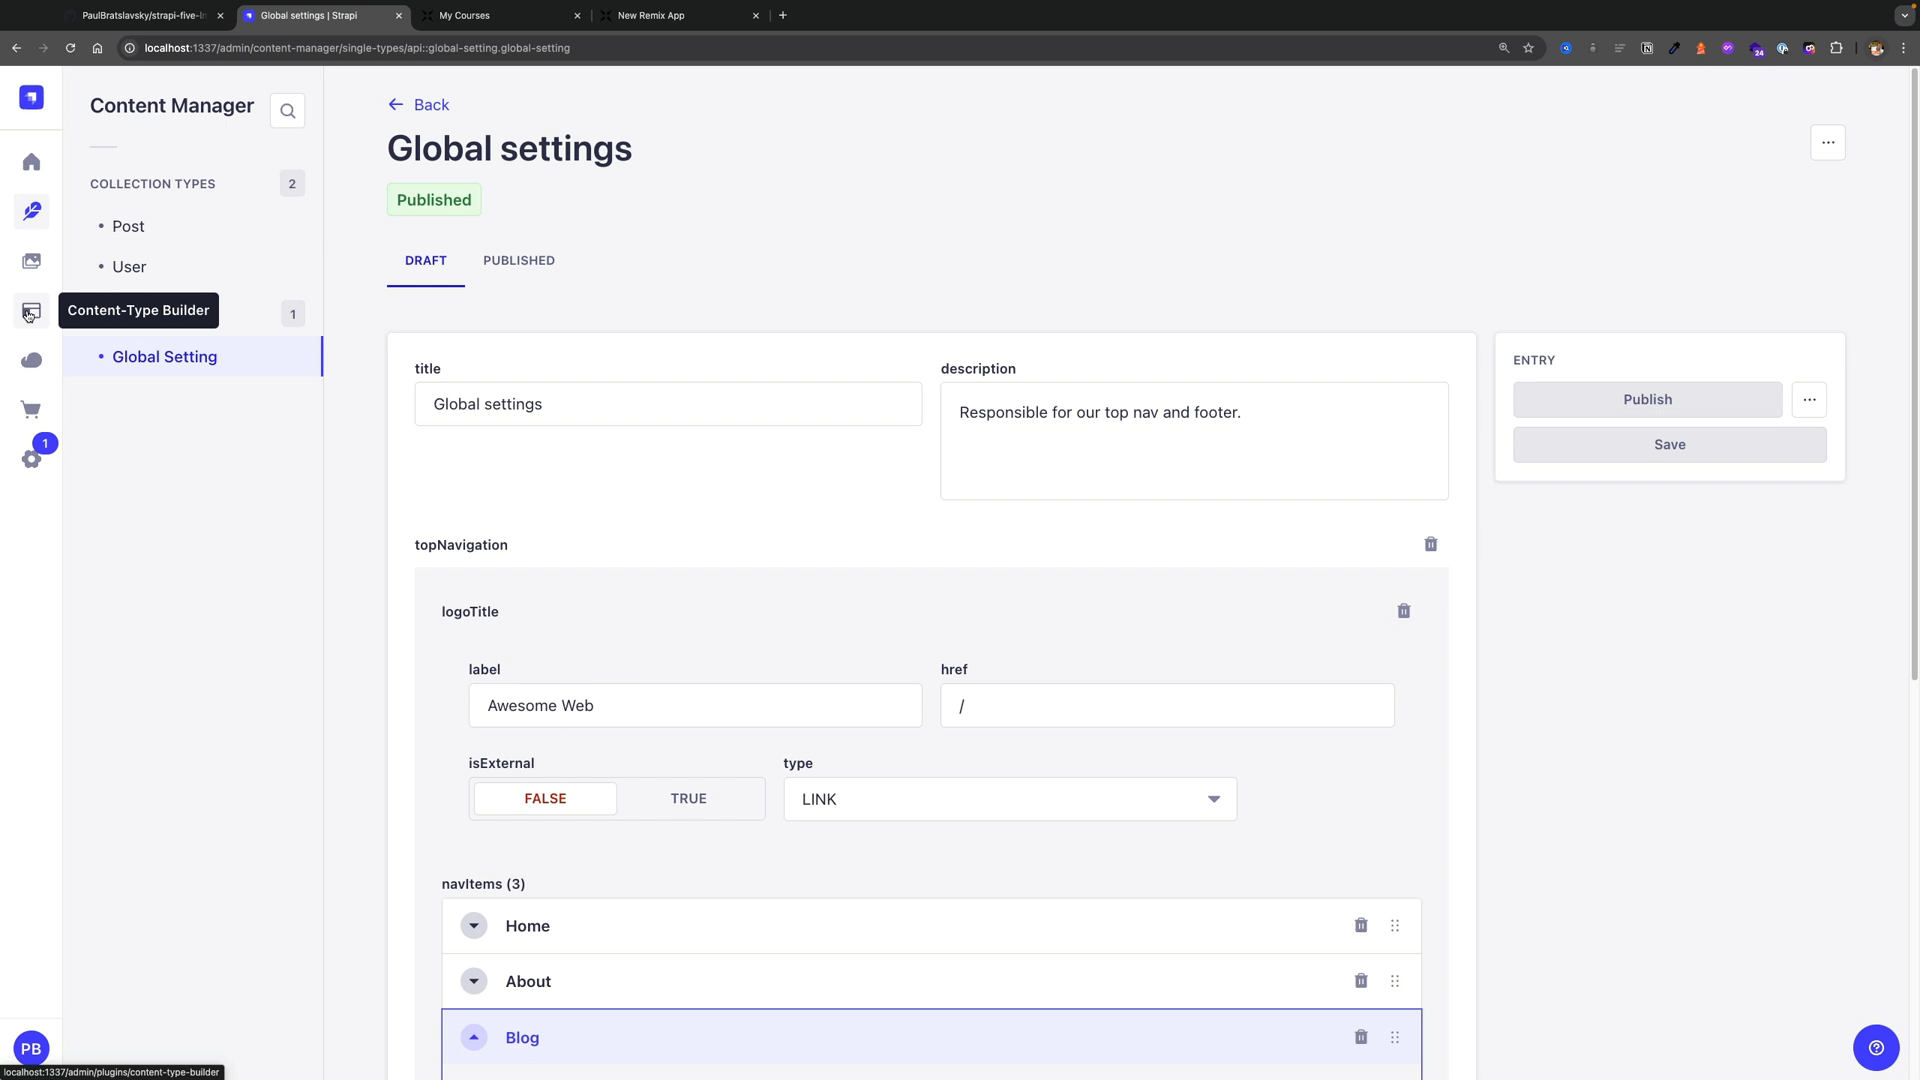 PaulBratslavsky/strapi-five-In
Global settings | Strapi
My Courses
New Remix App
localhost:1337/admin/content-manager/single-types/api::global-setting.global-setting
24
Content Manager
COLLECTION TYPES
2
Post
User
Content-Type Builder
1
Global Setting
1
PB
localhost:1337/admin/plugins/content-type-builder
Back
Global settings
Published
DRAFT
PUBLISHED
title
description
Global settings
Responsible for our top nav and footer.
ENTRY
Publish
Save
topNavigation
logoTitle
label
href
Awesome Web
/
isExternal
type
FALSE
TRUE
LINK
navItems (3)
Home
About
Blog